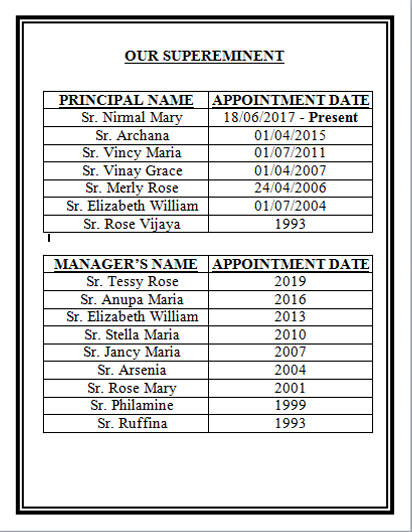 OUR SUPEREMINENT
PRINCIPAL NAME APPOINTMENT DATE
Sr. Nirmal Mary 18/06/2017 - Present
Sr. Archana 01/04/2015
Sr. Vincy Maria 01/07/2011
Sr. Vinay Grace 01/04/2007
Sr. Merly Rose 24/04/2006
Sr. Elizabeth William 01/07/2004
Sr. Rose Vijaya 1993
MANAGER'S NAME APPOINTMENT DATE
Sr. Tessy Rose 2019
Sr. Anupa Maria 2016
Sr. Elizabeth William 2013
Sr. Stella Maria 2010
Sr. Jancy Maria 2007
Sr. Arsenia 2004
Sr. Rose Mary 2001
Sr. Philamine 1999
Sr. Ruffina 1993